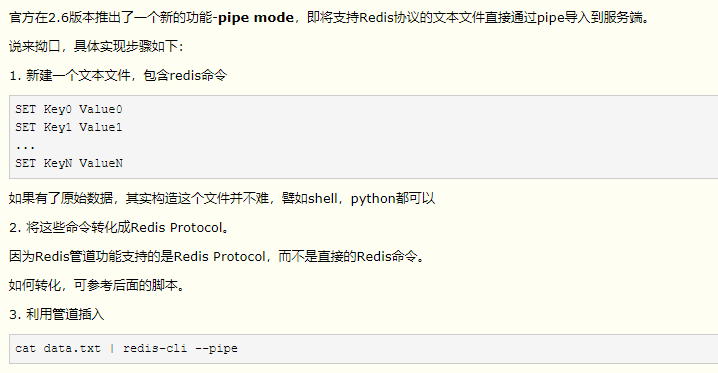 官方在2.6版本推出了一个新的功能-pipe mode，即将支持Redis协议的文本文件直接通过pipe导入到服务端。
说来拗口，具体实现步骤如下：
1. 新建一个文本文件，包含redis命令
SET Key0 Value0
SET Key1 Value1
...
SET KeyN ValueN
如果有了原始数据，其实构造这个文件并不难，譬如shell，python都可以
2. 将这些命令转化成Redis Protocol。
因为Redis管道功能支持的是Redis Protocol，而不是直接的Redis命令。
如何转化，可参考后面的脚本。
3. 利用管道插入
cat data.txt | redis-cli --pipe